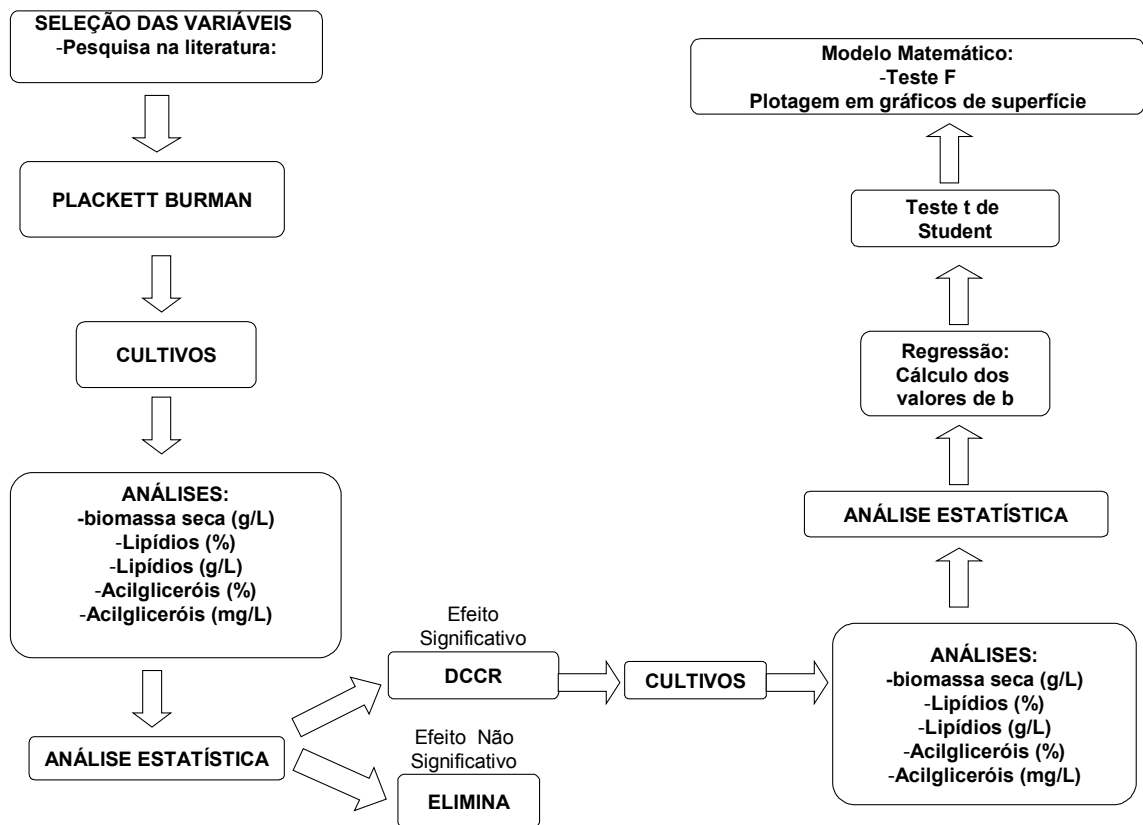 SELEÇÃO DAS VARIÁVEIS
-Pesquisa na literatura:
PLACKETT BURMAN
CULTIVOS
ANÁLISES:
-biomassa seca (g/L)
-Lipídios (%)
-Lipídios (g/L)
-Acilgliceróis (%)
-Acilgliceróis (mg/L)
ANÁLISE ESTATÍSTICA
Efeito
Significativo
DCCR
Efeito Não
Significativo
ELIMINA
CULTIVOS
ANÁLISES:
-biomassa seca (g/L)
-Lipídios (%)
-Lipídios (g/L)
-Acilgliceróis (%)
-Acilgliceróis (mg/L)
ANÁLISE ESTATÍSTICA
Regressão:
Cálculo dos
valores de b
Teste t de
Student
Modelo Matemático:
-Teste F
Plotagem em gráficos de superfície